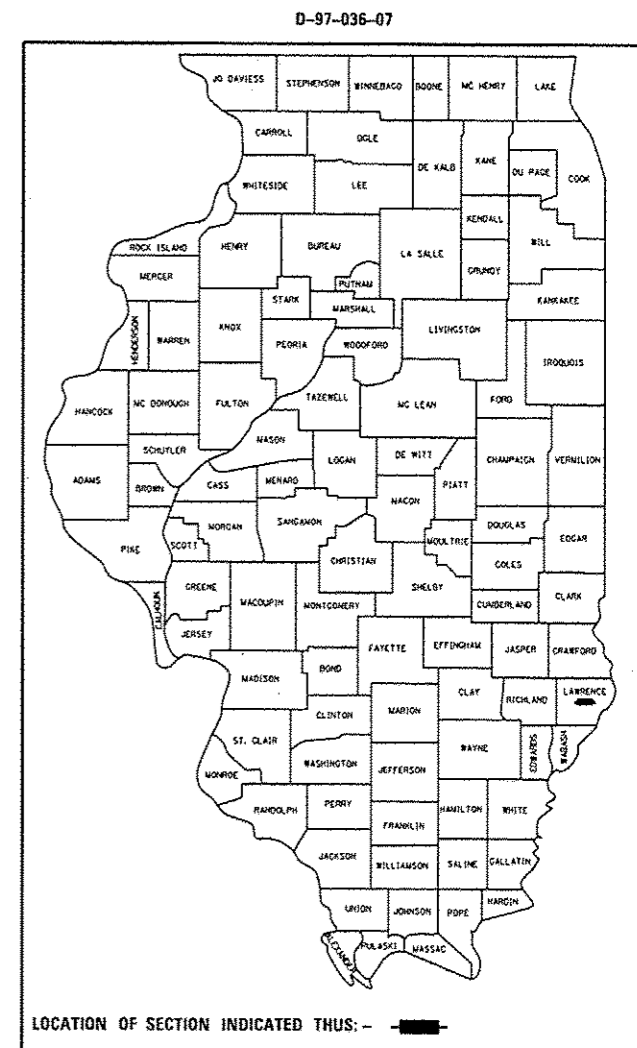 D-97-036-07
JO DAVIESS STEPHENSON WINNEBAGO BOONE MC HENRY LAKE
CARROLL OGLE
DE KALB KANE DU PAGE COOK
WHITESIDE LEE
KENDALL
ROCK ISLAND HENRY BUREAU LA SALLE GRUNDY WILL
MERCER PUTNAM
STARK MARSHALL KANKAKEE
HENDERSON WARREN KNOX PEORIA WOODFORD LIVINGSTON
IROQUOIS
HANCOCK MC DONOUGH FULTON TAZEWELL MC LEAN FORD
MASON
SCHUYLER LOGAN DE WITT CHAMPAIGN VERMILION
ADAMS BROWN CASS MENARD PIATT
MACON
PIKE SCOTT MORGAN SANGAMON DOUGLAS EDGAR
CHRISTIAN MOULTRIE
COLES
CALHOUN GREENE MACOUPIN MONTGOMERY SHELBY CUMBERLAND CLARK
JERSEY
FAYETTE EFFINGHAM JASPER CRAWFORD
MADISON BOND
CLAY RICHLAND LAWRENCE
CLINTON MARION
ST. CLAIR WAYNE EDWARDS WABASH
MONROE WASHINGTON JEFFERSON
RANDOLPH PERRY HAMILTON WHITE
FRANKLIN
JACKSON WILLIAMSON SALINE GALLATIN
UNION JOHNSON POPE HARDIN
ALEXANDER PULASKI MASSAC
LOCATION OF SECTION INDICATED THUS: -